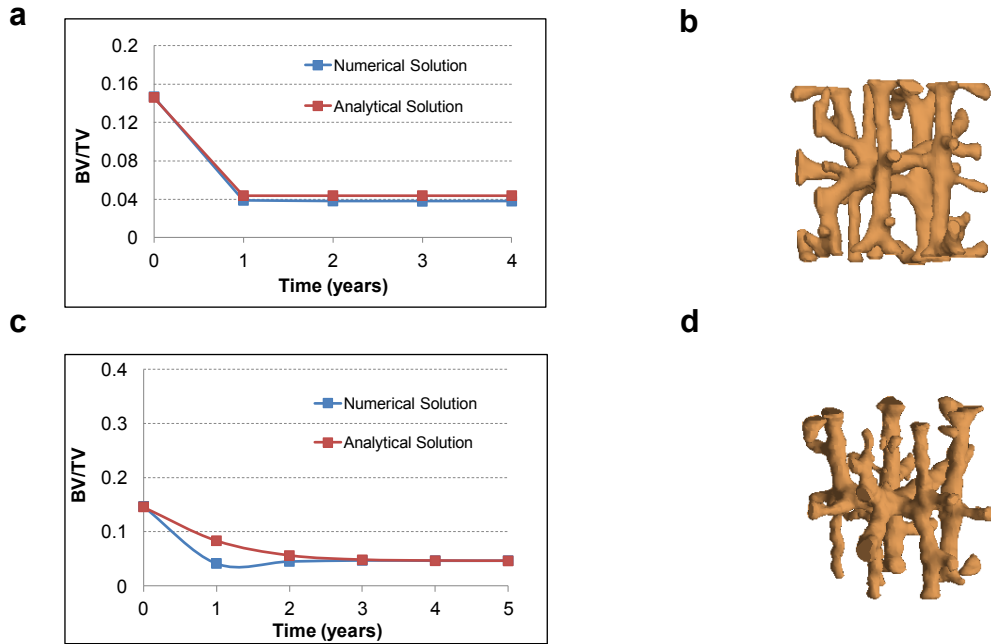 a
b
0.2
0.16
0.12
0.08
0.04
0
BV/TV
Numerical Solution
Analytical Solution
0 1 2 3 4
Time (years)
c
d
0.4
0.3
0.2
0.1
0
BV/TV
Numerical Solution
Analytical Solution
0 1 2 3 4 5
Time (years)